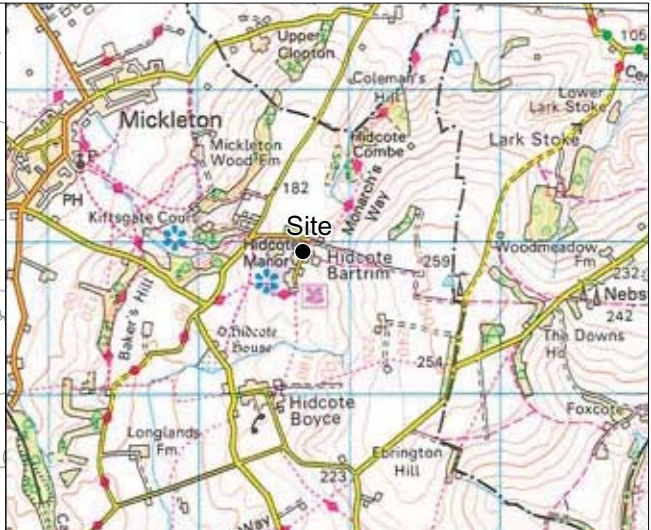 Upper
Clopton
105
Coleman's
Hill
Lower
Lark Stoke
Mickleton
Hidcote
Combe
Lark Stoke
Mickleton
Wood Fm
P
PH
182
Monarch's
Way
Kiftsgate Court
Site
Hidcote
Manor
Hidcote
Bartrim
259
Woodmeadow
Fm
232
Nebs
242
Baker's Hill
Hidcote
House
The Downs
Ho
254
Hidcote
Boyce
Foxcote
Longlands
Fm
Ebrington
Hill
223
Way